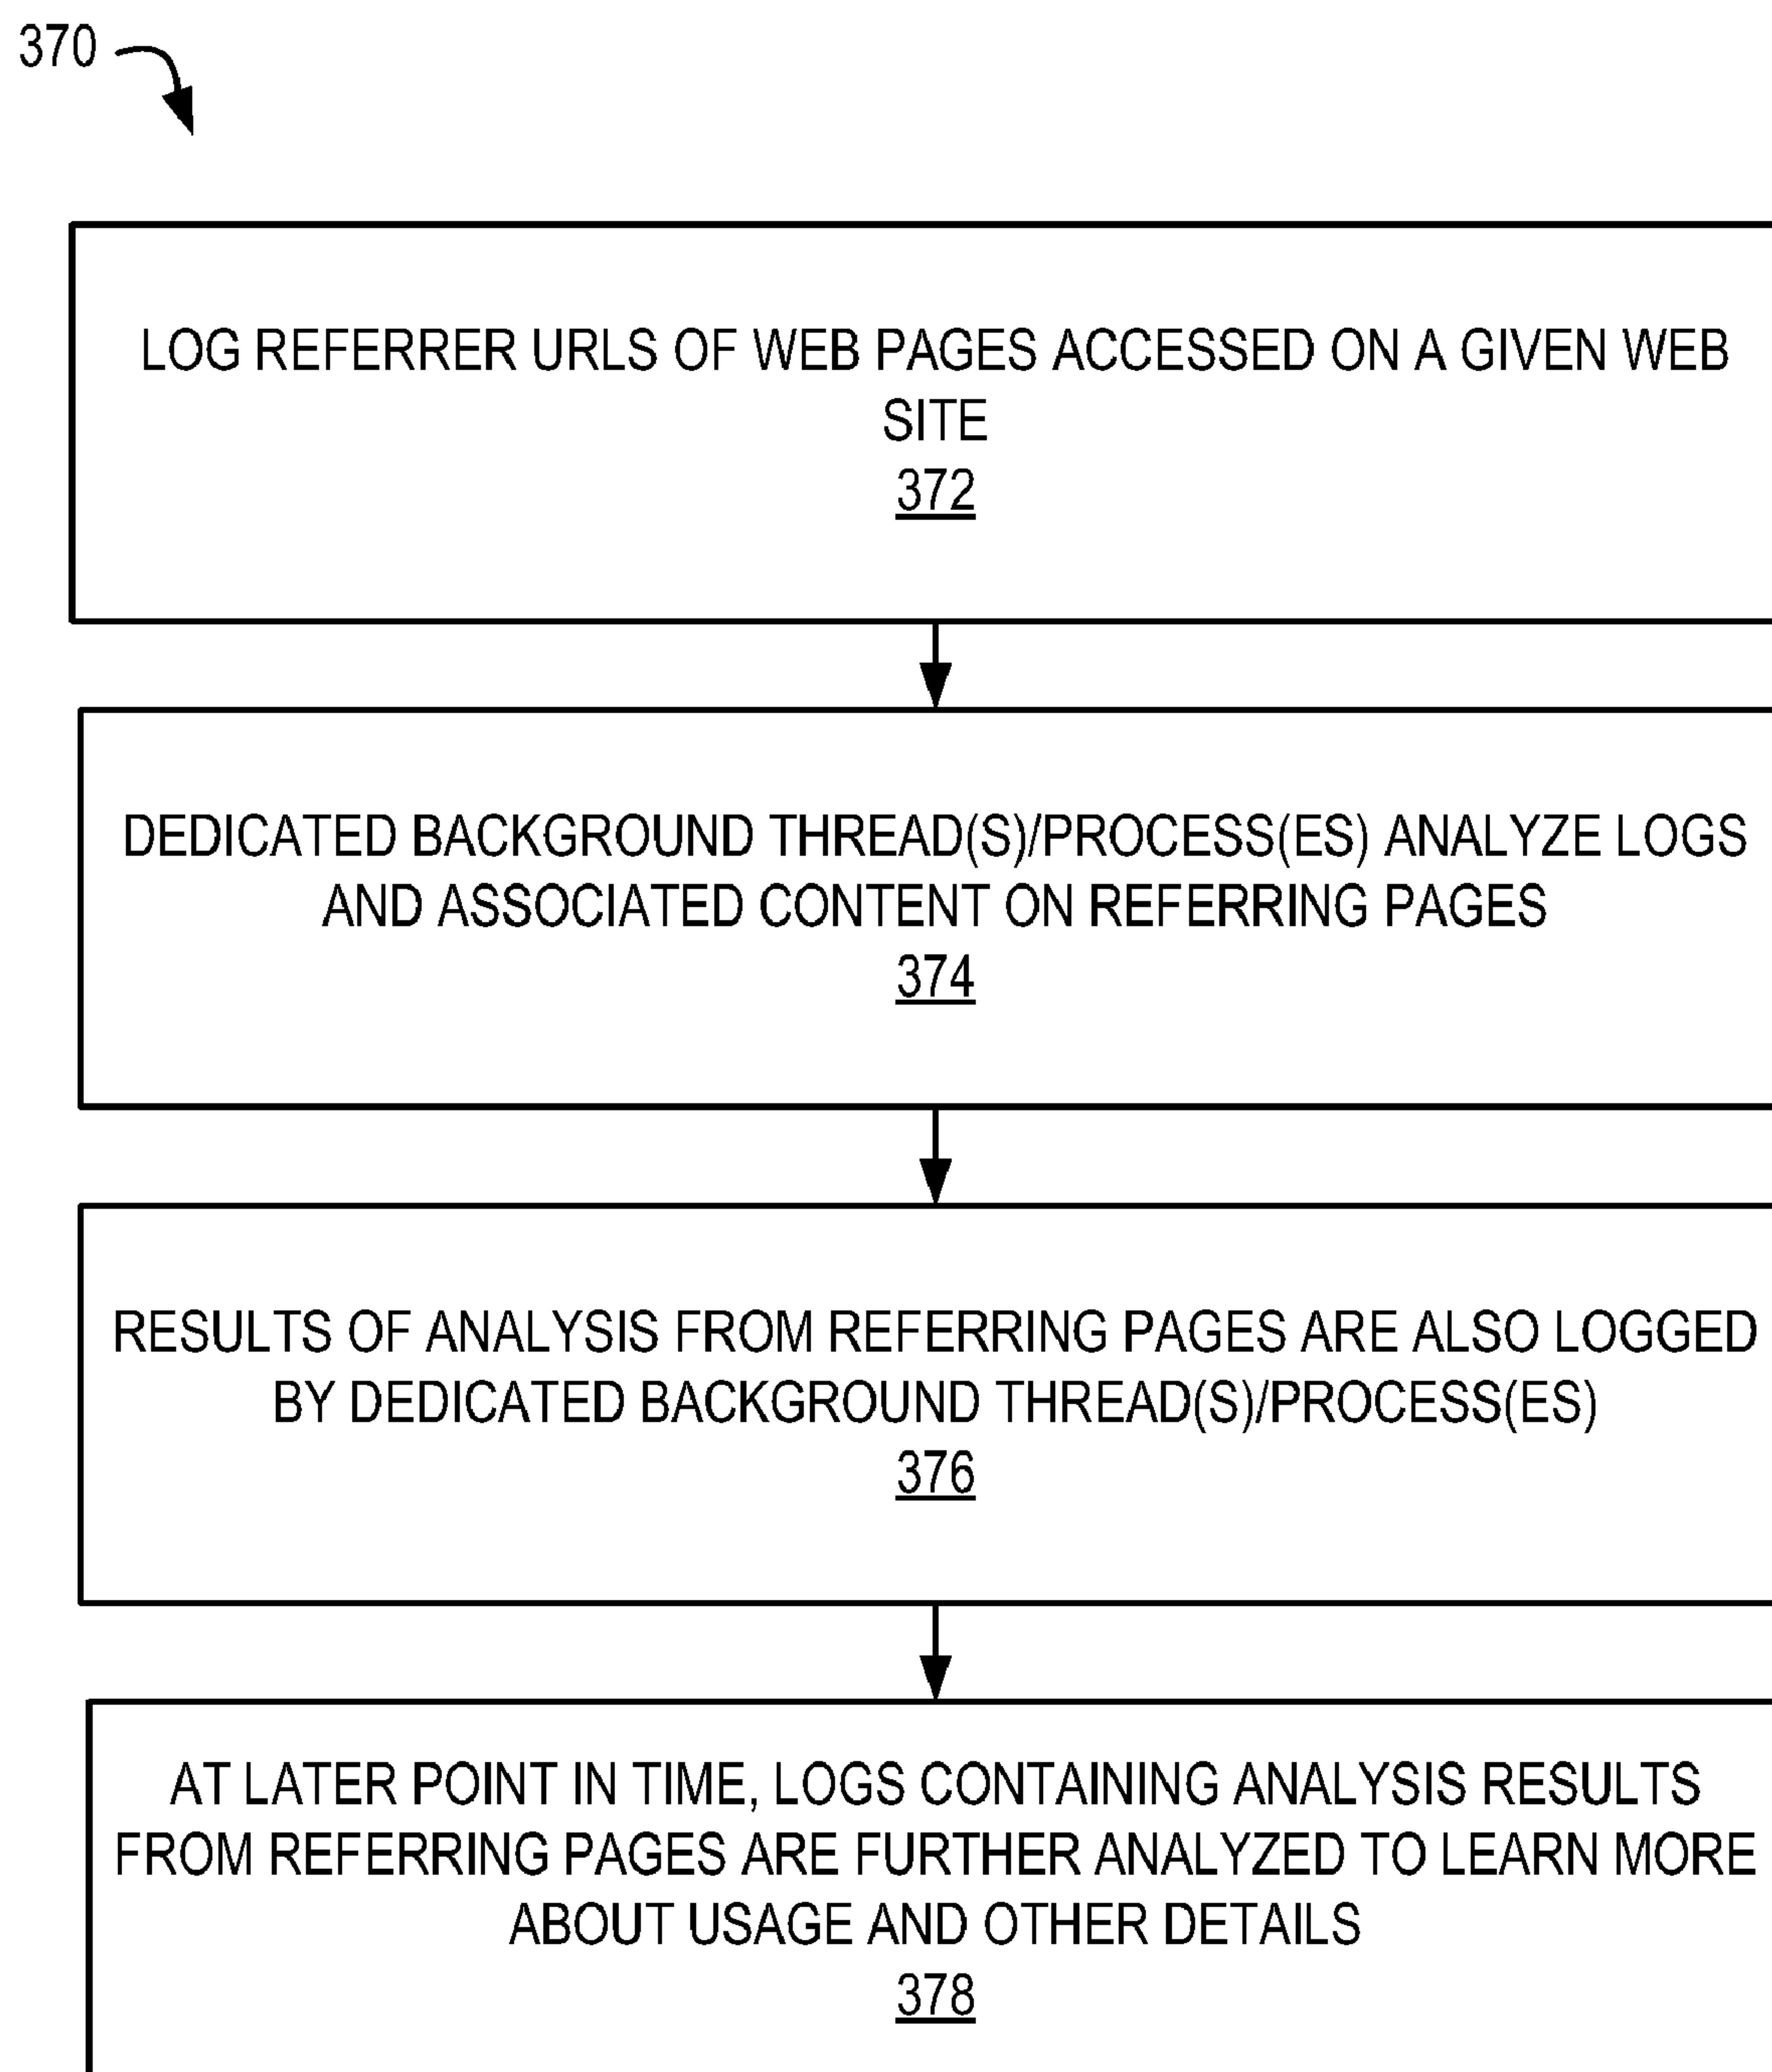 370
LOG REFERRER URLS OF WEB PAGES ACCESSED ON A GIVEN WEB
SITE
372
DEDICATED BACKGROUND THREAD(S)/PROCESS(ES) ANALYZE LOGS
AND ASSOCIATED CONTENT ON REFERRING PAGES
374
RESULTS OF ANALYSIS FROM REFERRING PAGES ARE ALSO LOGGED
BY DEDICATED BACKGROUND THREAD(S)/PROCESS(ES)
376
AT LATER POINT IN TIME, LOGS CONTAINING ANALYSIS RESULTS
FROM REFERRING PAGES ARE FURTHER ANALYZED TO LEARN MORE
ABOUT USAGE AND OTHER DETAILS
378